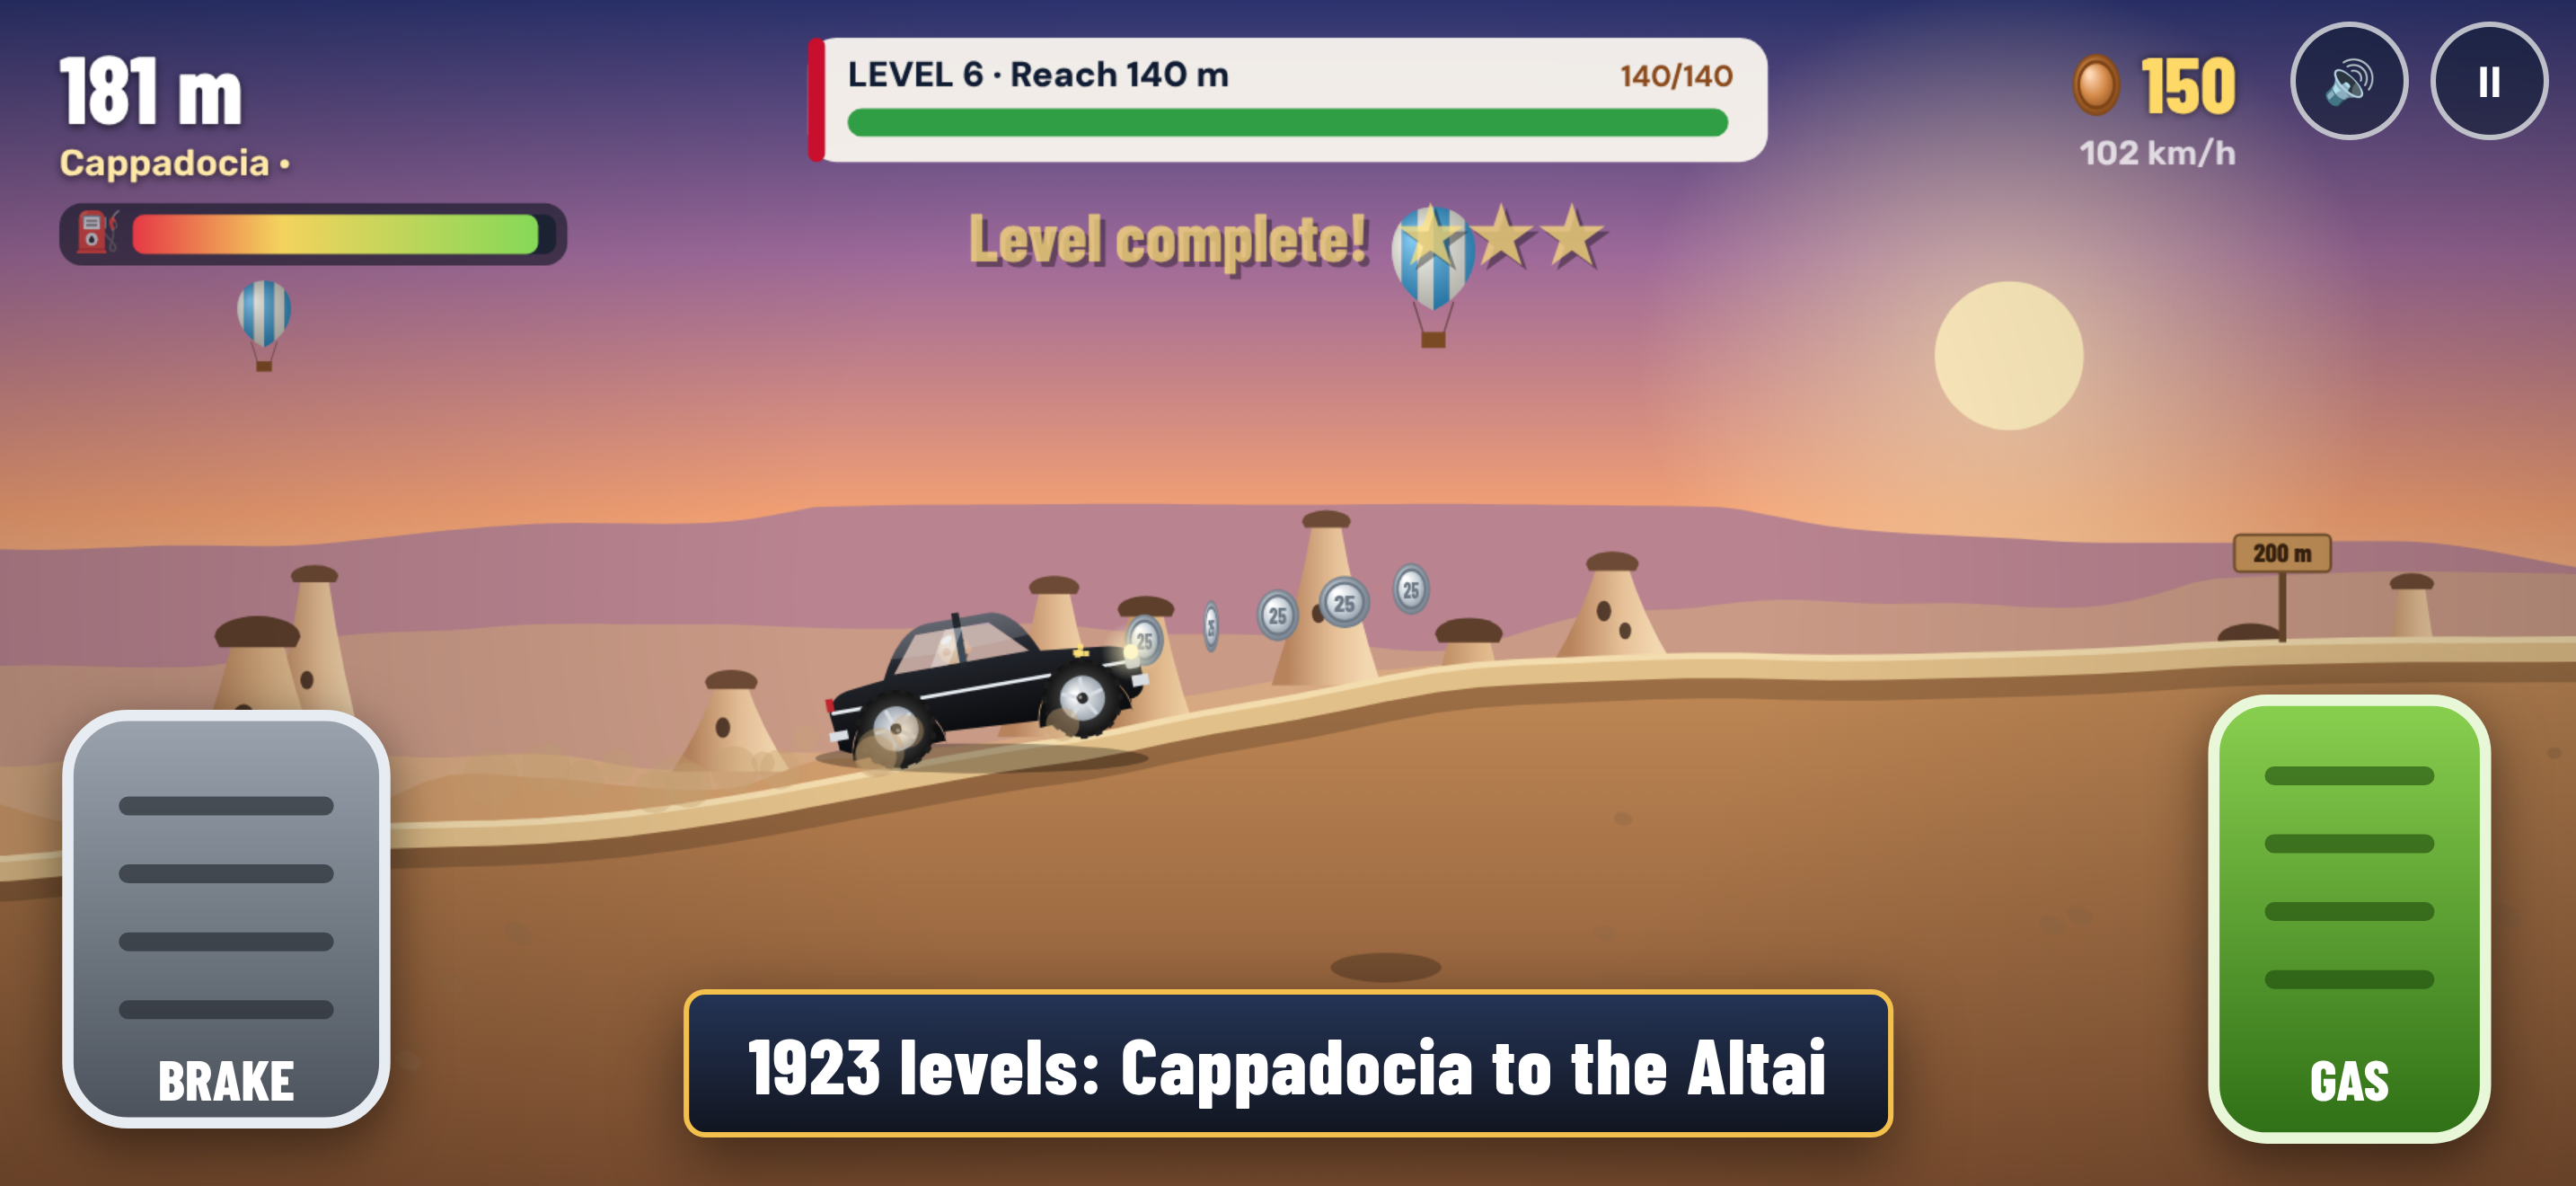 181 m
Cappadocia •
LEVEL 6 · Reach 140 m
140/140
150
102 km/h
Level complete! ★★★
200 m
25
25
25
25
25
BRAKE
GAS
1923 levels: Cappadocia to the Altai